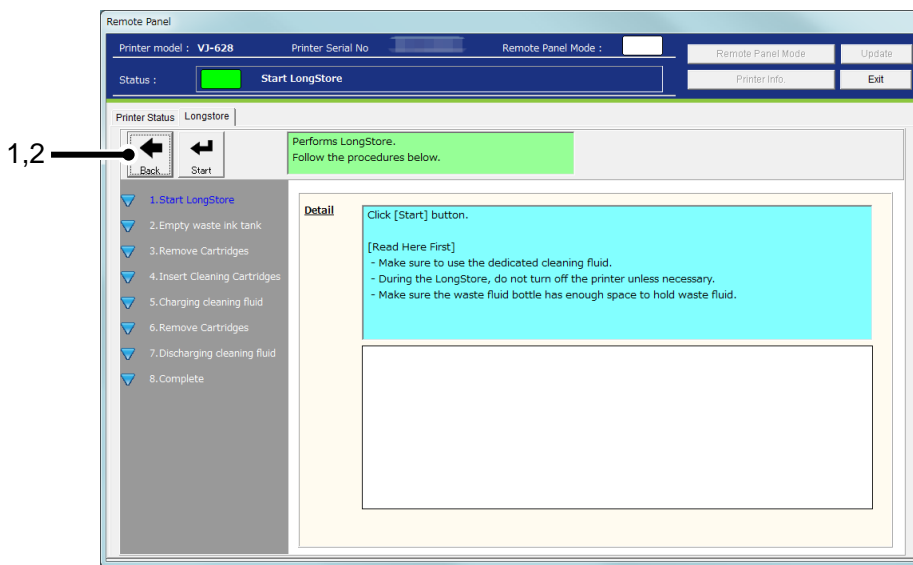 Remote Panel
Printer model : VJ-628 Printer Serial No Remote Panel Mode :
Remote Panel Mode Update
Status : Start LongStore
Printer Info. Exit
Printer Status Longstore
1,2
Back Start
Performs LongStore.
Follow the procedures below.
1.Start LongStore
2.Empty waste ink tank
3.Remove Cartridges
4.Insert Cleaning Cartridges
5.Charging cleaning fluid
6.Remove Cartridges
7.Discharging cleaning fluid
8.Complete
Detail
Click [Start] button.
[Read Here First]
- Make sure to use the dedicated cleaning fluid.
- During the LongStore, do not turn off the printer unless necessary.
- Make sure the waste fluid bottle has enough space to hold waste fluid.